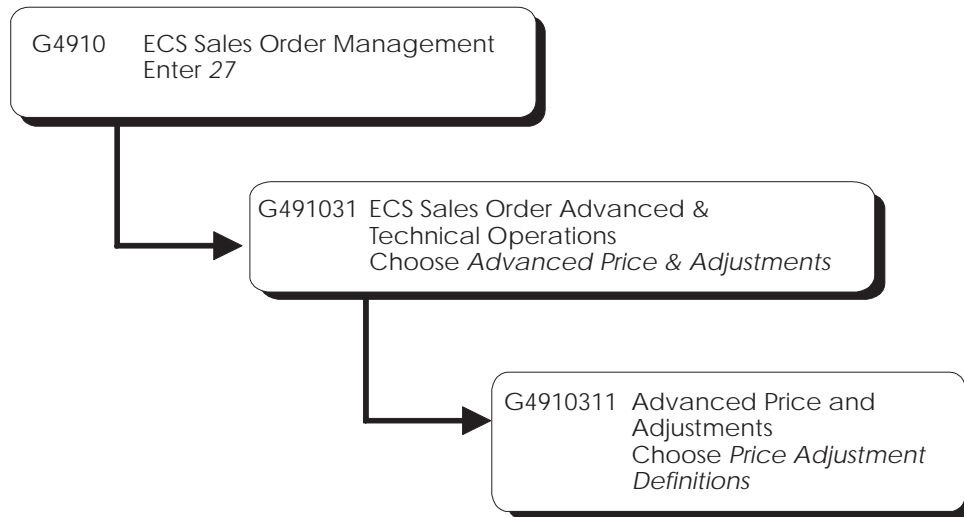 G4910 ECS Sales Order Management
Enter 27
G491031 ECS Sales Order Advanced &
Technical Operations
Choose Advanced Price & Adjustments
G4910311 Advanced Price and
Adjustments
Choose Price Adjustment
Definitions